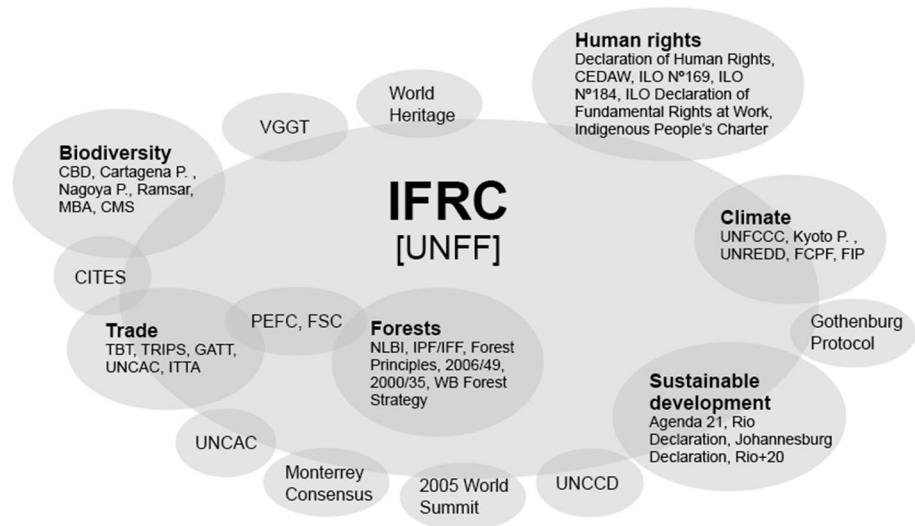 Human rights
Declaration of Human Rights,
CEDAW, ILO Nº169, ILO
Nº184, ILO Declaration of
Fundamental Rights at Work,
Indigenous People's Charter
World
Heritage
VGGT
Biodiversity
CBD, Cartagena P. ,
Nagoya P., Ramsar,
MBA, CMS
IFRC
[UNFF]
Climate
UNFCCC, Kyoto P. ,
UNREDD, FCPF, FIP
CITES
PEFC, FSC
Trade
TBT, TRIPS, GATT,
UNCAC, ITTA
Forests
NLBI, IPF/IFF, Forest
Principles, 2006/49,
2000/35, WB Forest
Strategy
Gothenburg
Protocol
Sustainable
development
Agenda 21, Rio
Declaration, Johannesburg
Declaration, Rio+20
UNCAC
Monterrey
Consensus
2005 World
Summit
UNCCD